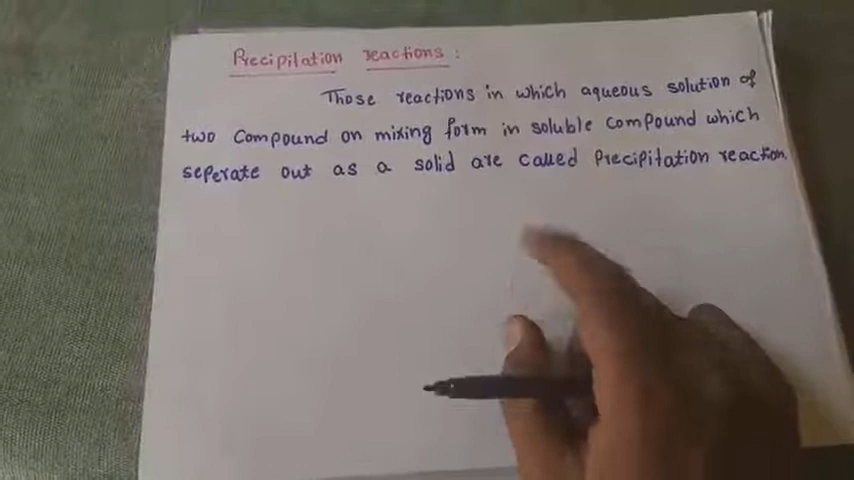 Precipitation reactions :
Those reactions in which aqueous solution of
two compound on mixing form in soluble compound which
seperate out as a solid are called precipitation reaction.